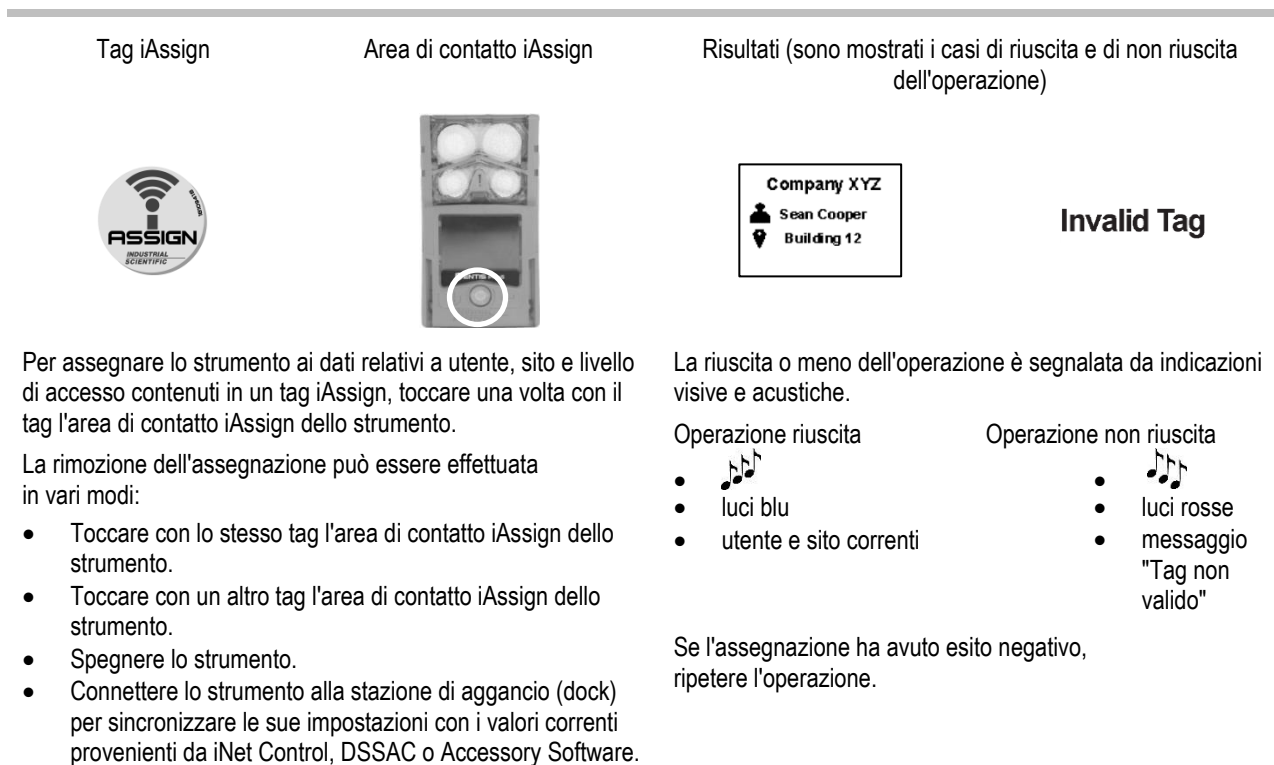 Tag iAssign
Area di contatto iAssign
Risultati (sono mostrati i casi di riuscita e di non riuscita
dell'operazione)
ASSIGN
INDUSTRIAL
SCIENTIFIC
Company XYZ
Sean Cooper
Building 12
Invalid Tag
Per assegnare lo strumento ai dati relativi a utente, sito e livello
di accesso contenuti in un tag iAssign, toccare una volta con il
tag l'area di contatto iAssign dello strumento.
La rimozione dell'assegnazione può essere effettuata
in vari modi:
• Toccare con lo stesso tag l'area di contatto iAssign dello
strumento.
• Toccare con un altro tag l'area di contatto iAssign dello
strumento.
• Spegnere lo strumento.
• Connettere lo strumento alla stazione di aggancio (dock)
per sincronizzare le sue impostazioni con i valori correnti
provenienti da iNet Control, DSSAC o Accessory Software.
La riuscita o meno dell'operazione è segnalata da indicazioni
visive e acustiche.
Operazione riuscita
• luci blu
• utente e sito correnti
Operazione non riuscita
• luci rosse
• messaggio
"Tag non
valido"
Se l'assegnazione ha avuto esito negativo,
ripetere l'operazione.